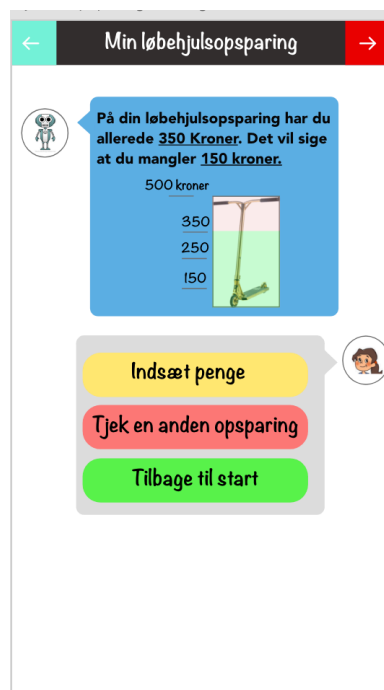 Min løbehjulsopsparing
På din løbehjulsopsparing har du
allerede 350 Kroner. Det vil sige
at du mangler 150 kroner.
500 kroner
350
250
150
Indsæt penge
Tjek en anden opsparing
Tilbage til start